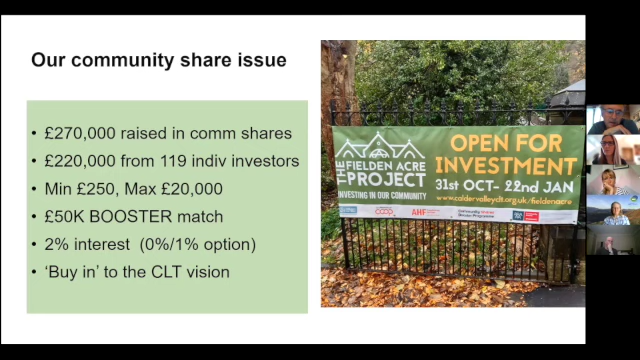 Our community share issue
• £270,000 raised in comm shares
• £220,000 from 119 indiv investors
• Min £250, Max £20,000
• £50K BOOSTER match
• 2% interest  (0%/1% option)
• ‘Buy in’ to the CLT vision
THE
FIELDEN ACRE
PROJECT
INVESTING IN OUR COMMUNITY
OPEN FOR
INVESTMENT
31st OCT- 22nd JAN
www.caldervalleyclt.org.uk/fieldenacre
coop
AHF